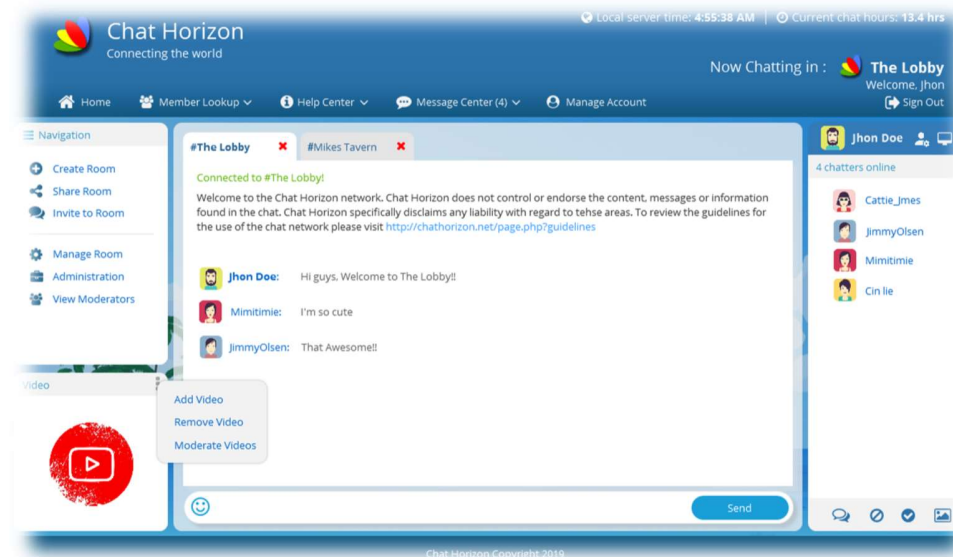 Chat Horizon
Connecting the world
Local server time: 4:55:38 AM | Current chat hours: 13.4 hrs
Now Chatting in : The Lobby
Welcome, Jhon
Sign Out
Home
Member Lookup
Help Center
Message Center (4)
Manage Account
Navigation
Create Room
Share Room
Invite to Room
Manage Room
Administration
View Moderators
Video
Add Video
Remove Video
Moderate Videos
#The Lobby
#Mikes Tavern
Connected to #The Lobby!
Welcome to the Chat Horizon network. Chat Horizon does not control or endorse the content, messages or information
found in the chat. Chat Horizon specifically disclaims any liability with regard to tehse areas. To review the guidelines for
the use of the chat network please visit http://chathorizon.net/page.php?guidelines
Jhon Doe: Hi guys, Welcome to The Lobby!!
Mimitimie: I'm so cute
JimmyOlsen: That Awesome!!
Send
Jhon Doe
4 chatters online
Cattie_Jmes
JimmyOlsen
Mimitimie
Cin lie
Chat Horizon Copyright 2019